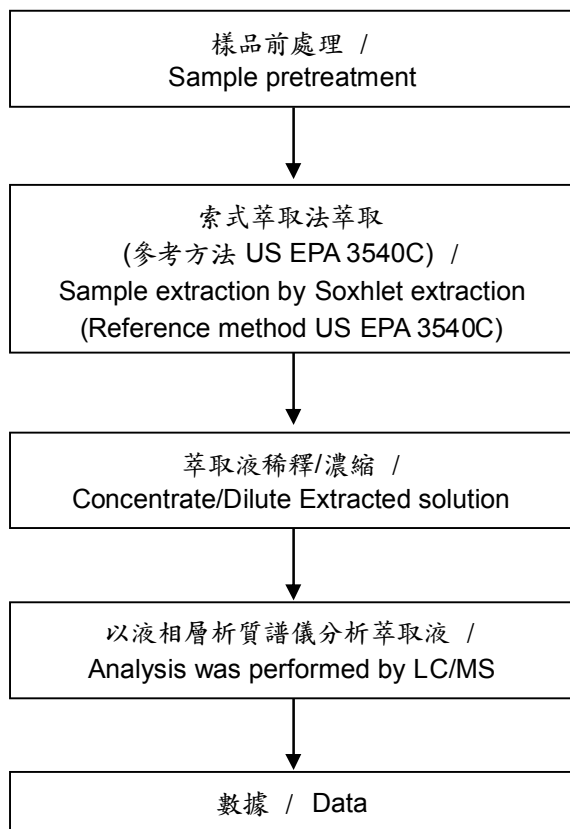 樣品前處理 /
Sample pretreatment
索式萃取法萃取
(參考方法 US EPA 3540C) /
Sample extraction by Soxhlet extraction
(Reference method US EPA 3540C)
萃取液稀釋/濃縮 /
Concentrate/Dilute Extracted solution
以液相層析質譜儀分析萃取液 /
Analysis was performed by LC/MS
數據 / Data